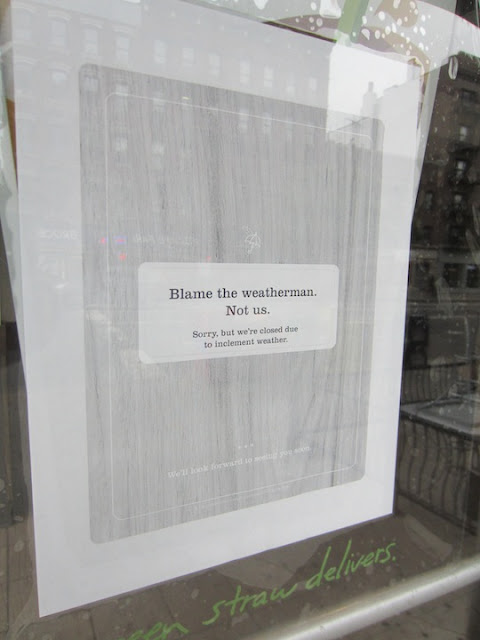 Blame the weatherman.
Not us.
Sorry, but we're closed due
to inclement weather.
We'll look forward to seeing you soon.
straw delivers.